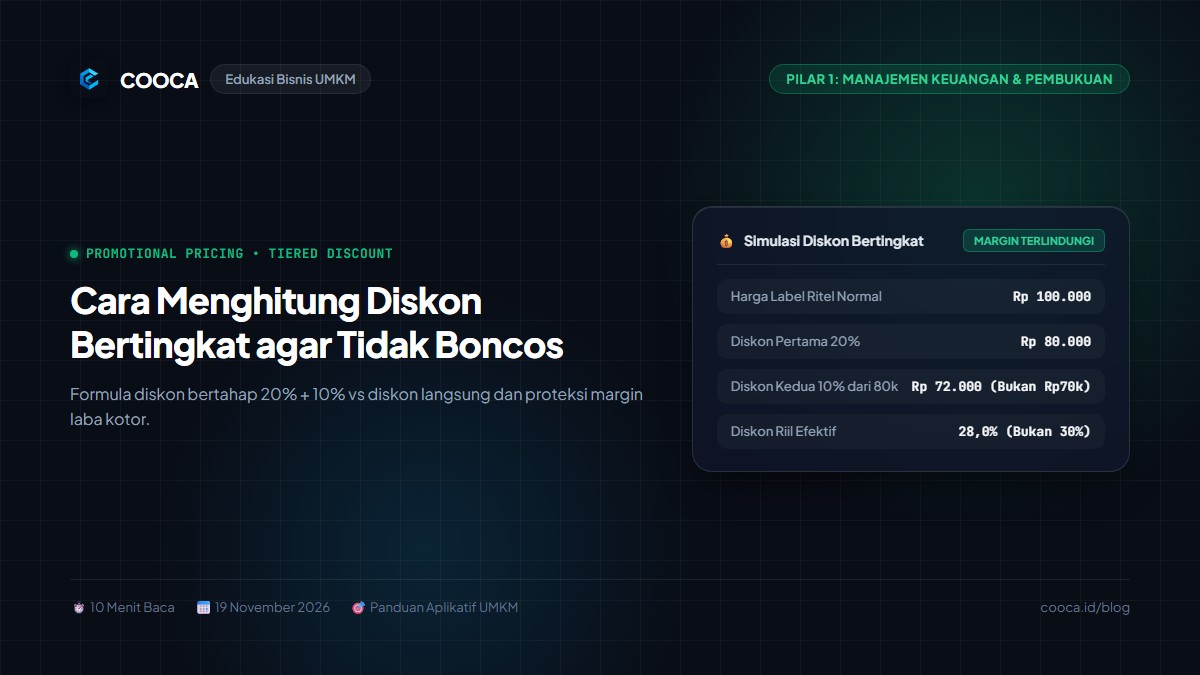 COOCA
Edukasi Bisnis UMKM
PILAR 1: MANAJEMEN KEUANGAN & PEMBUKUAN
PROMOTIONAL PRICING • TIERED DISCOUNT
Cara Menghitung Diskon
Bertingkat agar Tidak Boncos
Formula diskon bertahap 20% + 10% vs diskon langsung dan proteksi margin
laba kotor.
Simulasi Diskon Bertingkat
MARGIN TERLINDUNGI
Harga Label Ritel Normal Rp 100.000
Diskon Pertama 20% Rp 80.000
Diskon Kedua 10% dari 80k Rp 72.000 (Bukan Rp70k)
Diskon Riil Efektif 28,0% (Bukan 30%)
10 Menit Baca
19 November 2026
Panduan Aplikatif UMKM
cooca.id/blog